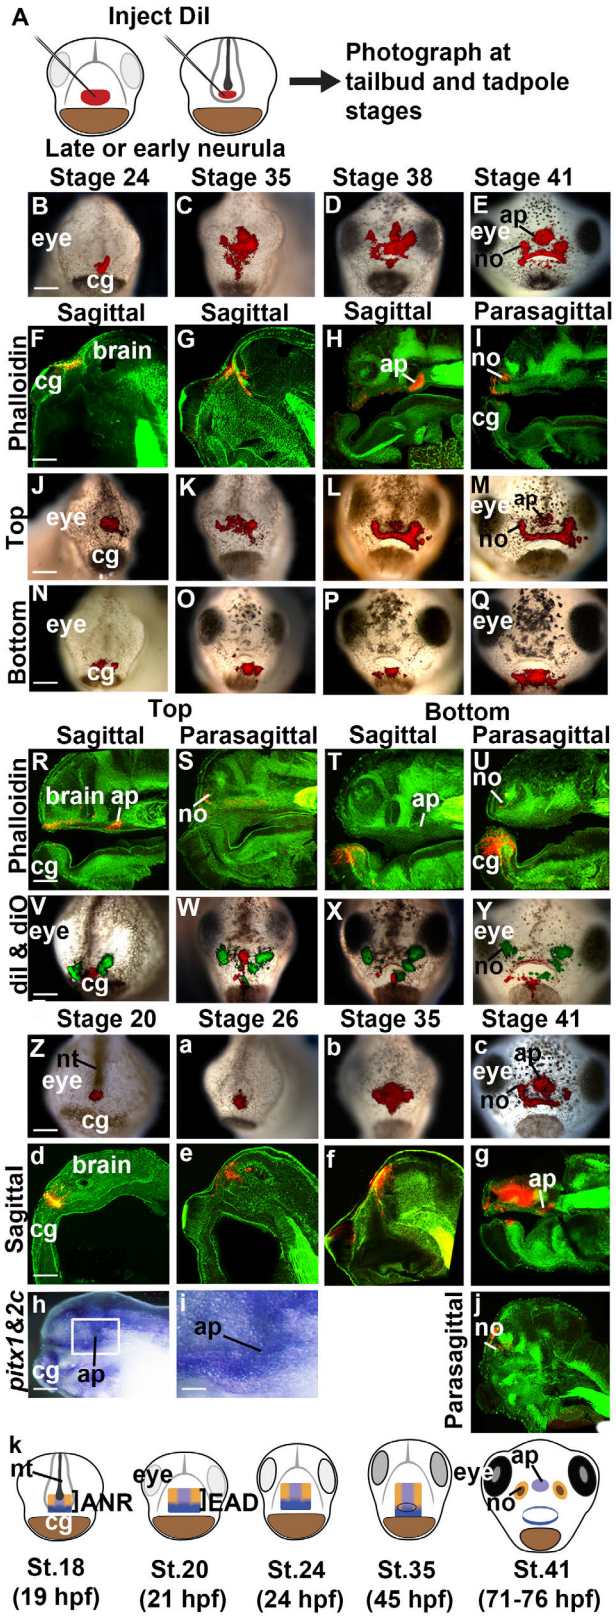 A
Inject DiI
Photograph at
tailbud and tadpole
stages
Late or early neurula
Stage 24 Stage 35 Stage 38 Stage 41
B C D E
eye cg ap eye no
Sagittal Sagittal Sagittal Parasagittal
Phalloidin
F G H I
brain cg ap no cg
Top
J K L M
eye cg ap eye no
Bottom
N O P Q
eye cg eye
Top Bottom
Sagittal Parasagittal Sagittal Parasagittal
Phalloidin
R S T U
brain ap cg no ap no cg
diI & diO
V W X Y
eye cg eye no
Stage 20 Stage 26 Stage 35 Stage 41
Z a b c
nt eye cg ap eye no
Sagittal
d e f g
brain cg ap
pitx1&2c
h i
cg ap ap
Parasagittal
j
no
k
nt ANR cg eye EAD ap eye no
St.18 St.20 St.24 St.35 St.41
(19 hpf) (21 hpf) (24 hpf) (45 hpf) (71-76 hpf)